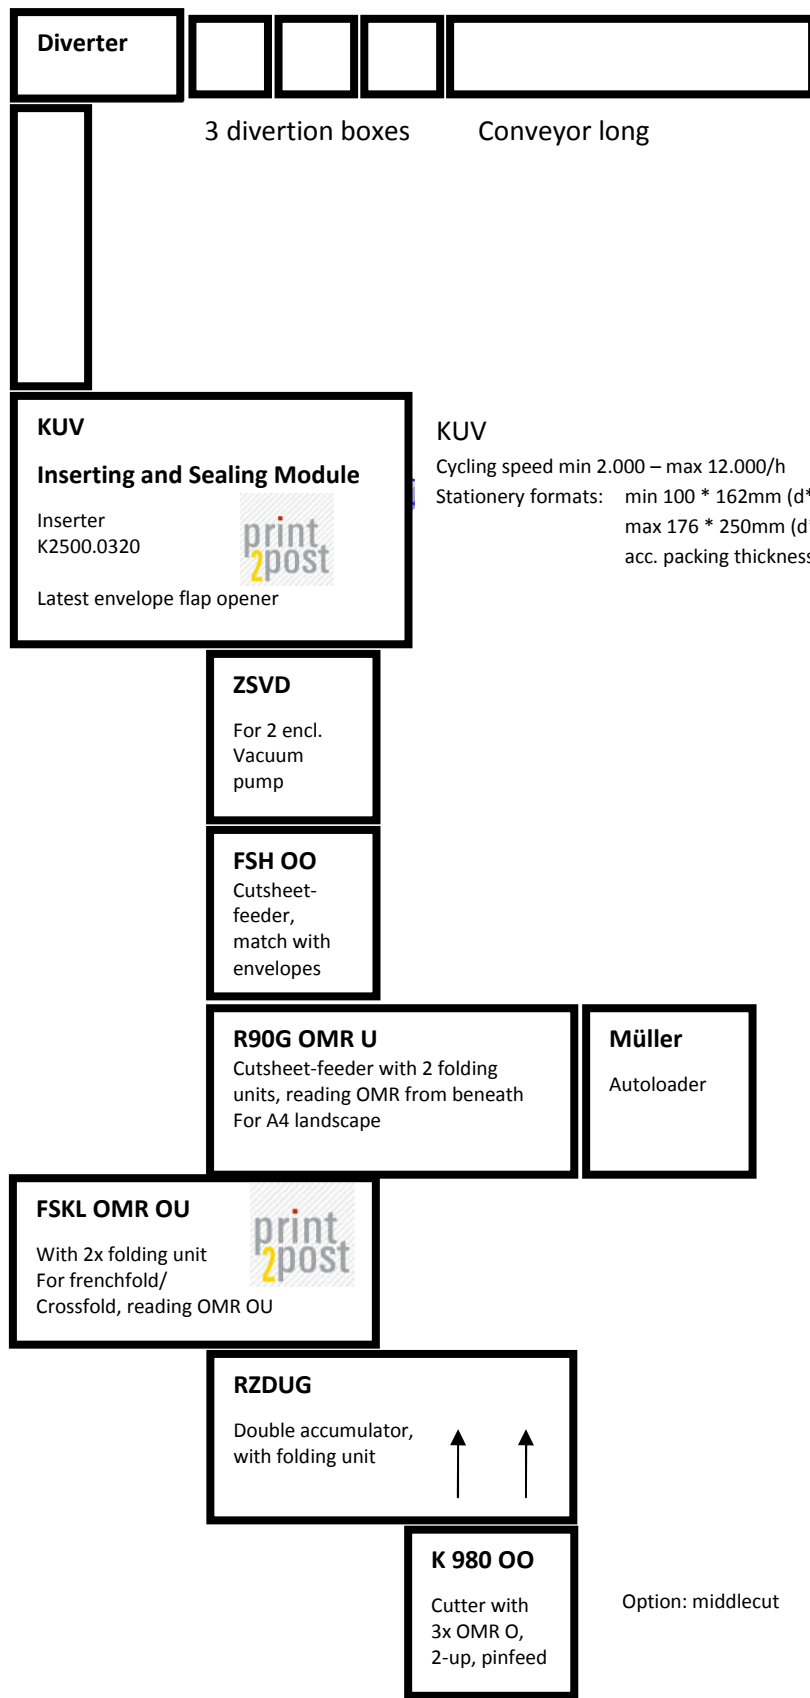 Diverter
3 divertion boxes
Conveyor long
KUV
Inserting and Sealing Module
Inserter
K2500.0320
print
2post
Latest envelope flap opener
KUV
Cycling speed min 2.000 – max 12.000/h
Stationery formats: min 100 * 162mm (d*
max 176 * 250mm (d*
acc. packing thickness
ZSVD
For 2 encl.
Vacuum
pump
FSH OO
Cutsheet-
feeder,
match with
envelopes
R90G OMR U
Cutsheet-feeder with 2 folding
units, reading OMR from beneath
For A4 landscape
Müller
Autoloader
FSKL OMR OU
With 2x folding unit
For frenchfold/
Crossfold, reading OMR OU
print
2post
RZDUG
Double accumulator,
with folding unit
K 980 OO
Cutter with
3x OMR O,
2-up, pinfeed
Option: middlecut